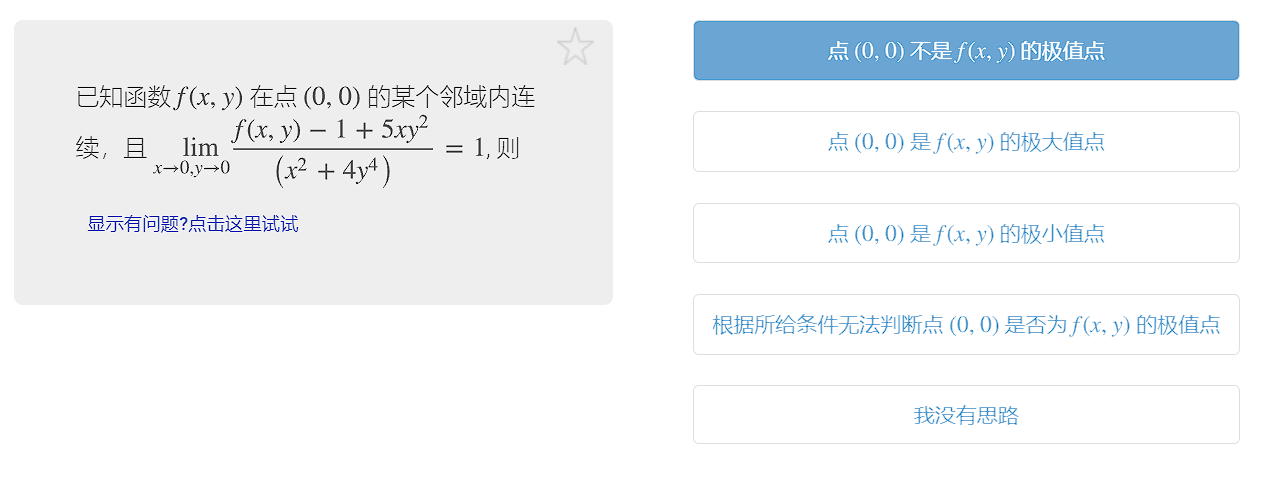 已知函数 f(x, y) 在点 (0, 0) 的某个邻域内连
续，且 lim_{x→0,y→0} \frac{f(x, y) − 1 + 5xy^2}{(x^2 + 4y^4)} = 1, 则
显示有问题?点击这里试试
点 (0, 0) 不是 f(x, y) 的极值点
点 (0, 0) 是 f(x, y) 的极大值点
点 (0, 0) 是 f(x, y) 的极小值点
根据所给条件无法判断点 (0, 0) 是否为 f(x, y) 的极值点
我没有思路